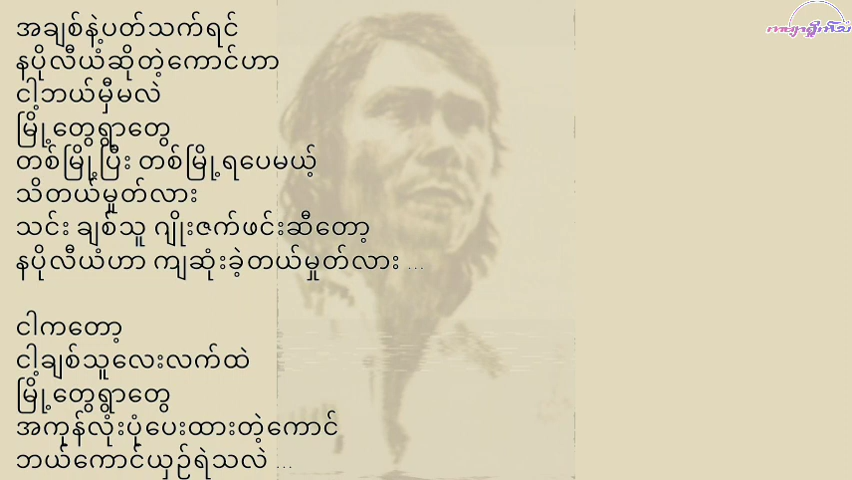 အချစ်နဲ့ပတ်သက်ရင်
နပိုလီယံဆိုတဲ့ကောင်ဟာ
ငါ့ဘယ်မှီမလဲ
မြို့တွေရွာတွေ
တစ်မြို့ပြီး တစ်မြို့ရပေမယ့်
သိတယ်မှုတ်လား
သင်း ချစ်သူ ဂျိုးဇက်ဖင်းဆီတော့
နပိုလီယံဟာ ကျဆုံးခဲ့တယ်မှုတ်လား ...
ငါကတော့
ငါ့ချစ်သူလေးလက်ထဲ
မြို့တွေရွာတွေ
အကုန်လုံးပုံပေးထားတဲ့ကောင်
ဘယ်ကောင်ယှဉ်ရဲသလဲ ...